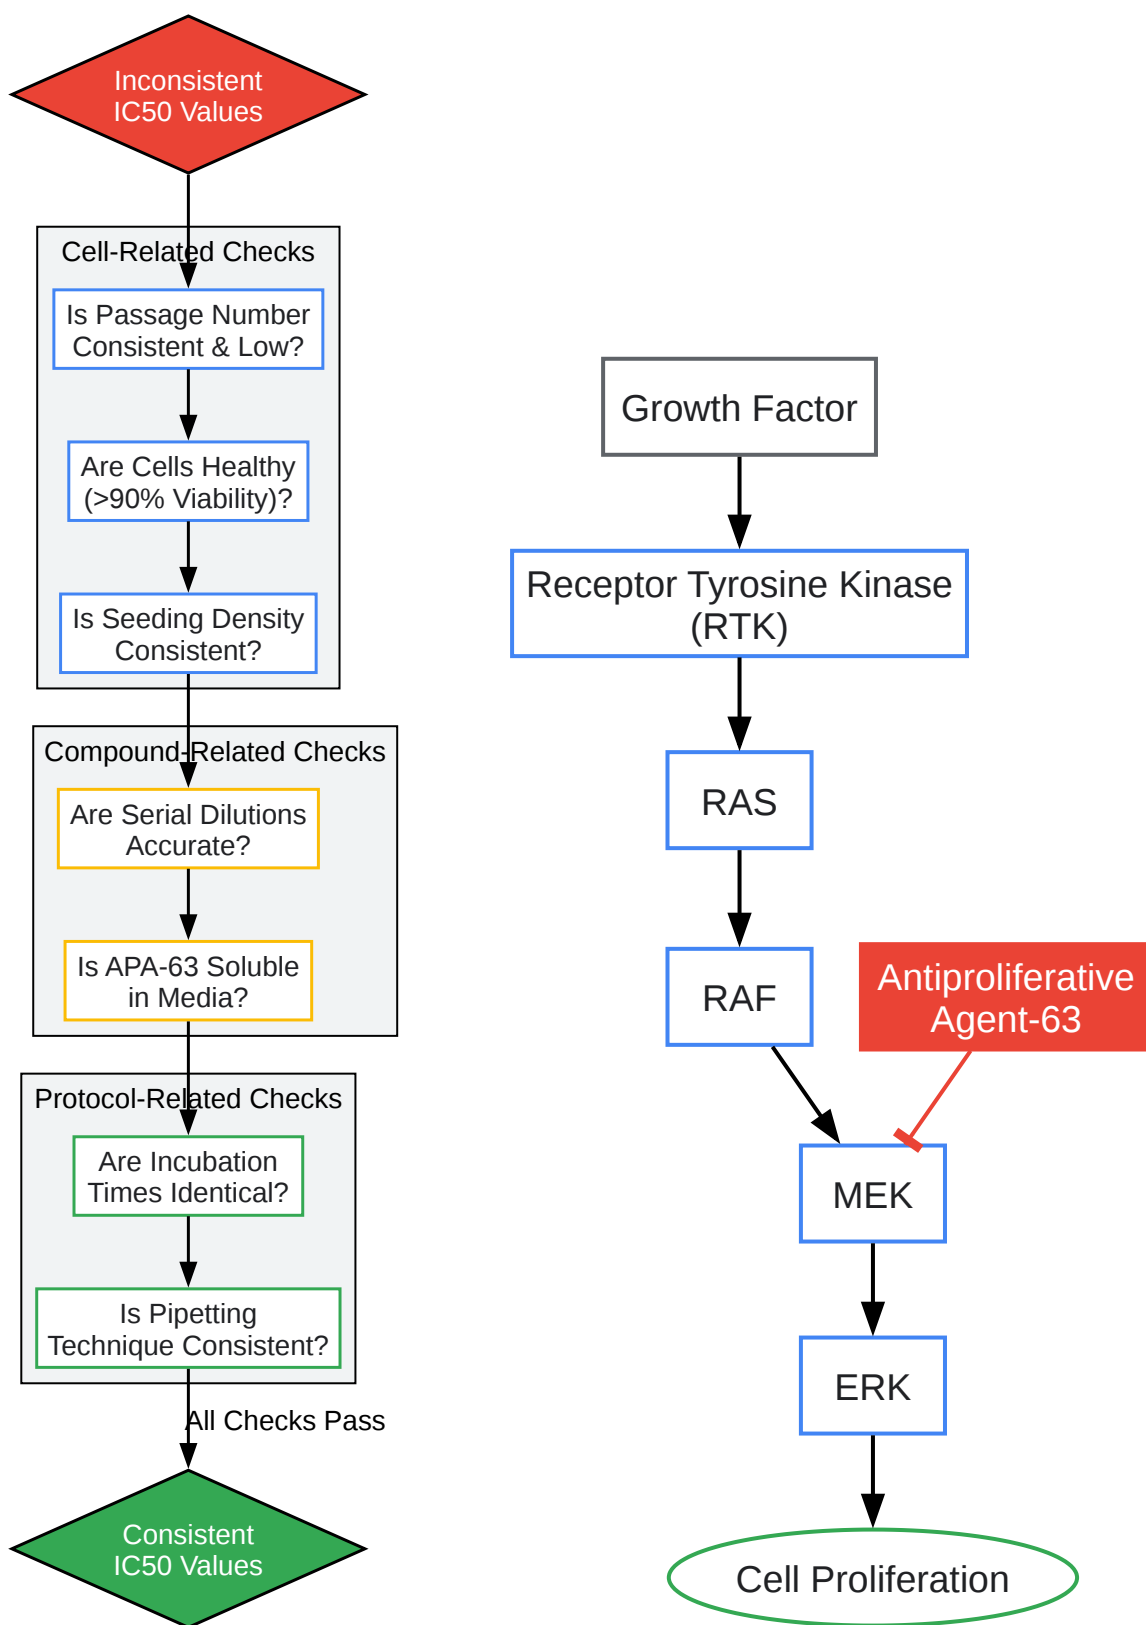 Inconsistent
IC50 Values
Cell-Related Checks
Is Passage Number
Consistent & Low?
Are Cells Healthy
(>90% Viability)?
Is Seeding Density
Consistent?
Compound-Related Checks
Are Serial Dilutions
Accurate?
Is APA-63 Soluble
in Media?
Protocol-Related Checks
Are Incubation
Times Identical?
Is Pipetting
Technique Consistent?
All Checks Pass
Consistent
IC50 Values
Growth Factor
Receptor Tyrosine Kinase
(RTK)
RAS
RAF
Antiproliferative
Agent-63
MEK
ERK
Cell Proliferation